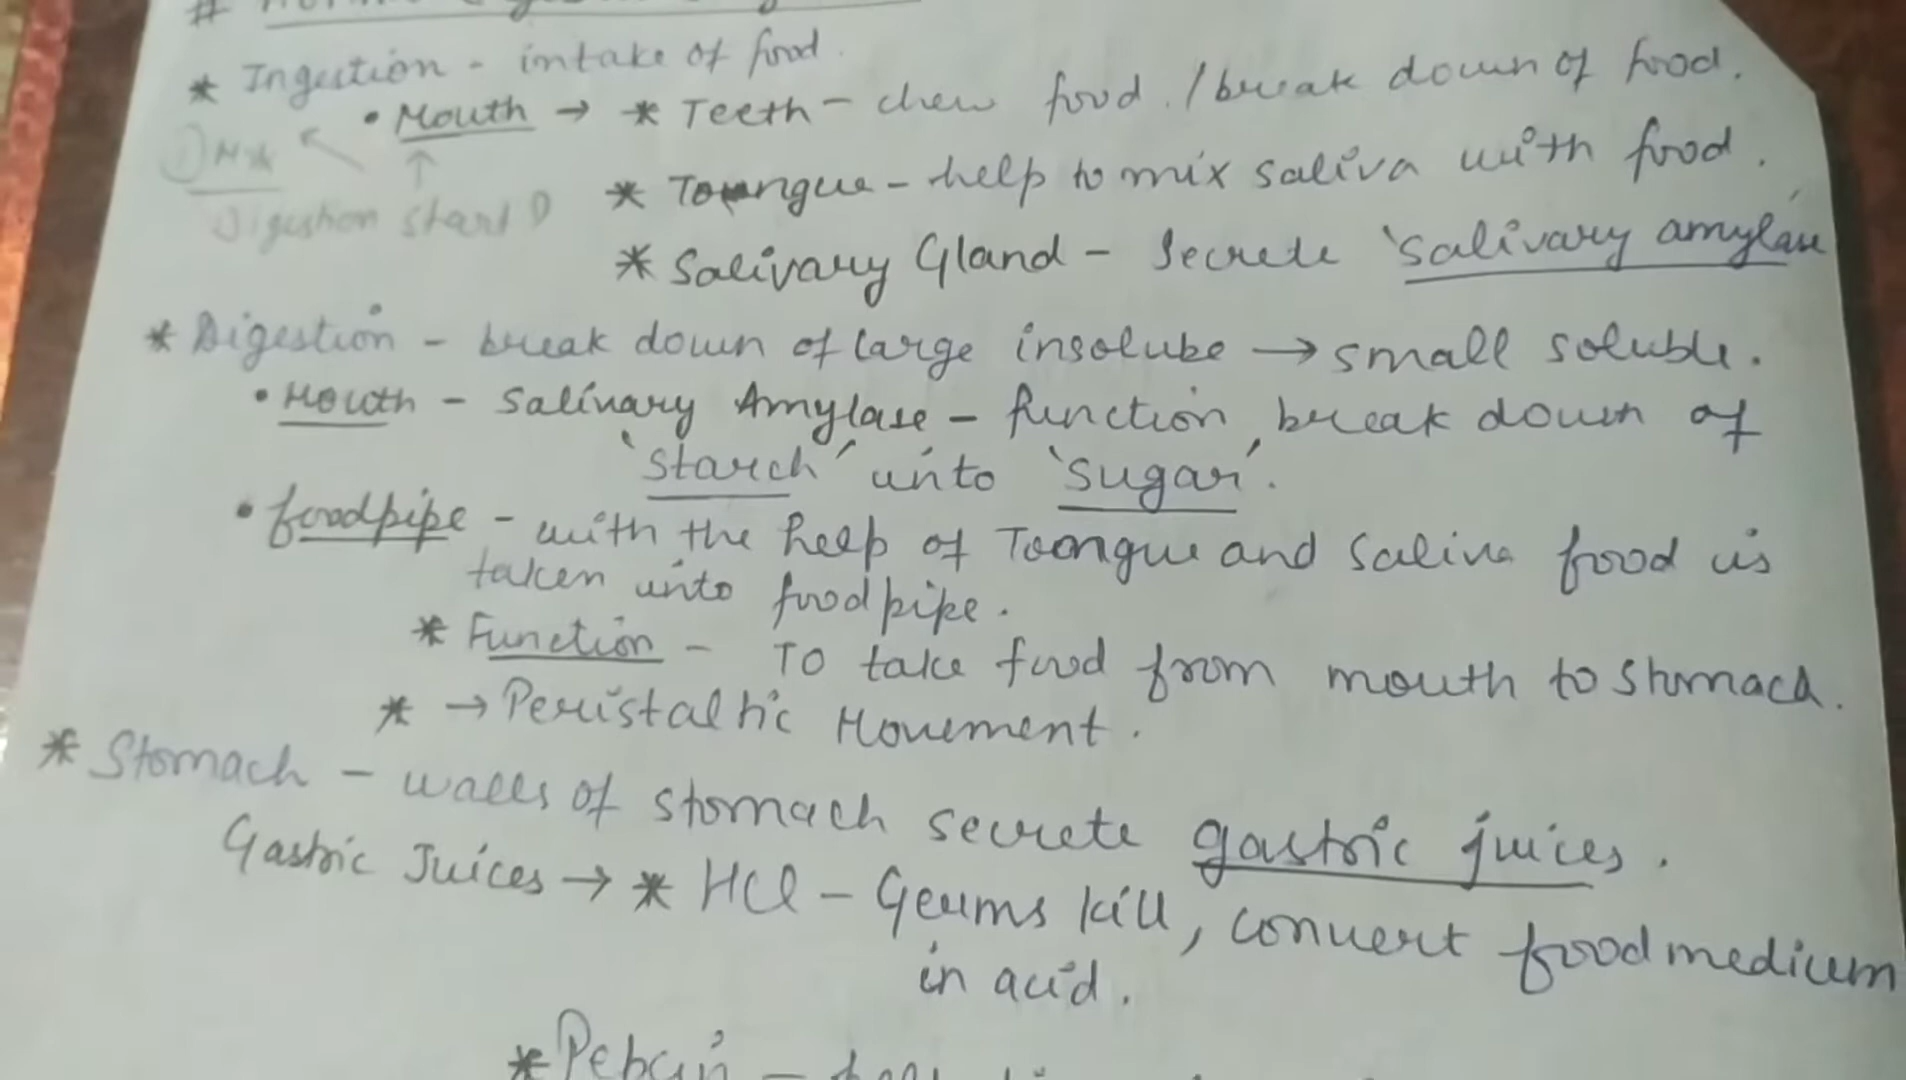 #
* Ingestion - intake of food.
• Mouth → * Teeth - chew food. / break down of food.
Digestion start
* Toungue - help to mix saliva with food.
* Salivary Gland - Secrete 'salivary amylase
* Digestion - break down of large insolube → small soluble.
• Mouth - Salivary Amylase - function, break down of
'starch' into 'sugar'.
• foodpipe - with the help of Toongue and saliva food is
taken into foodpipe.
* Function - To take food from mouth to Stomach.
* → Peristaltic Movement.
* Stomach - walls of stomach secrete gastric juices.
Gastric Juices → * HCl - Germs kill, convert food medium
in acid.
* Pepsin -